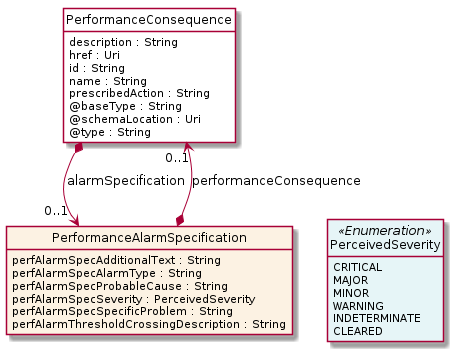 PerformanceConsequence
description : String
href : Uri
id : String
name : String
prescribedAction : String
@baseType : String
@schemaLocation : Uri
@type : String
0..1
alarmSpecification
performanceConsequence
0..1
PerformanceAlarmSpecification
perfAlarmSpecAdditionalText : String
perfAlarmSpecAlarmType : String
perfAlarmSpecProbableCause : String
perfAlarmSpecSeverity : PerceivedSeverity
perfAlarmSpecSpecificProblem : String
perfAlarmThresholdCrossingDescription : String
«Enumeration»
PerceivedSeverity
CRITICAL
MAJOR
MINOR
WARNING
INDETERMINATE
CLEARED